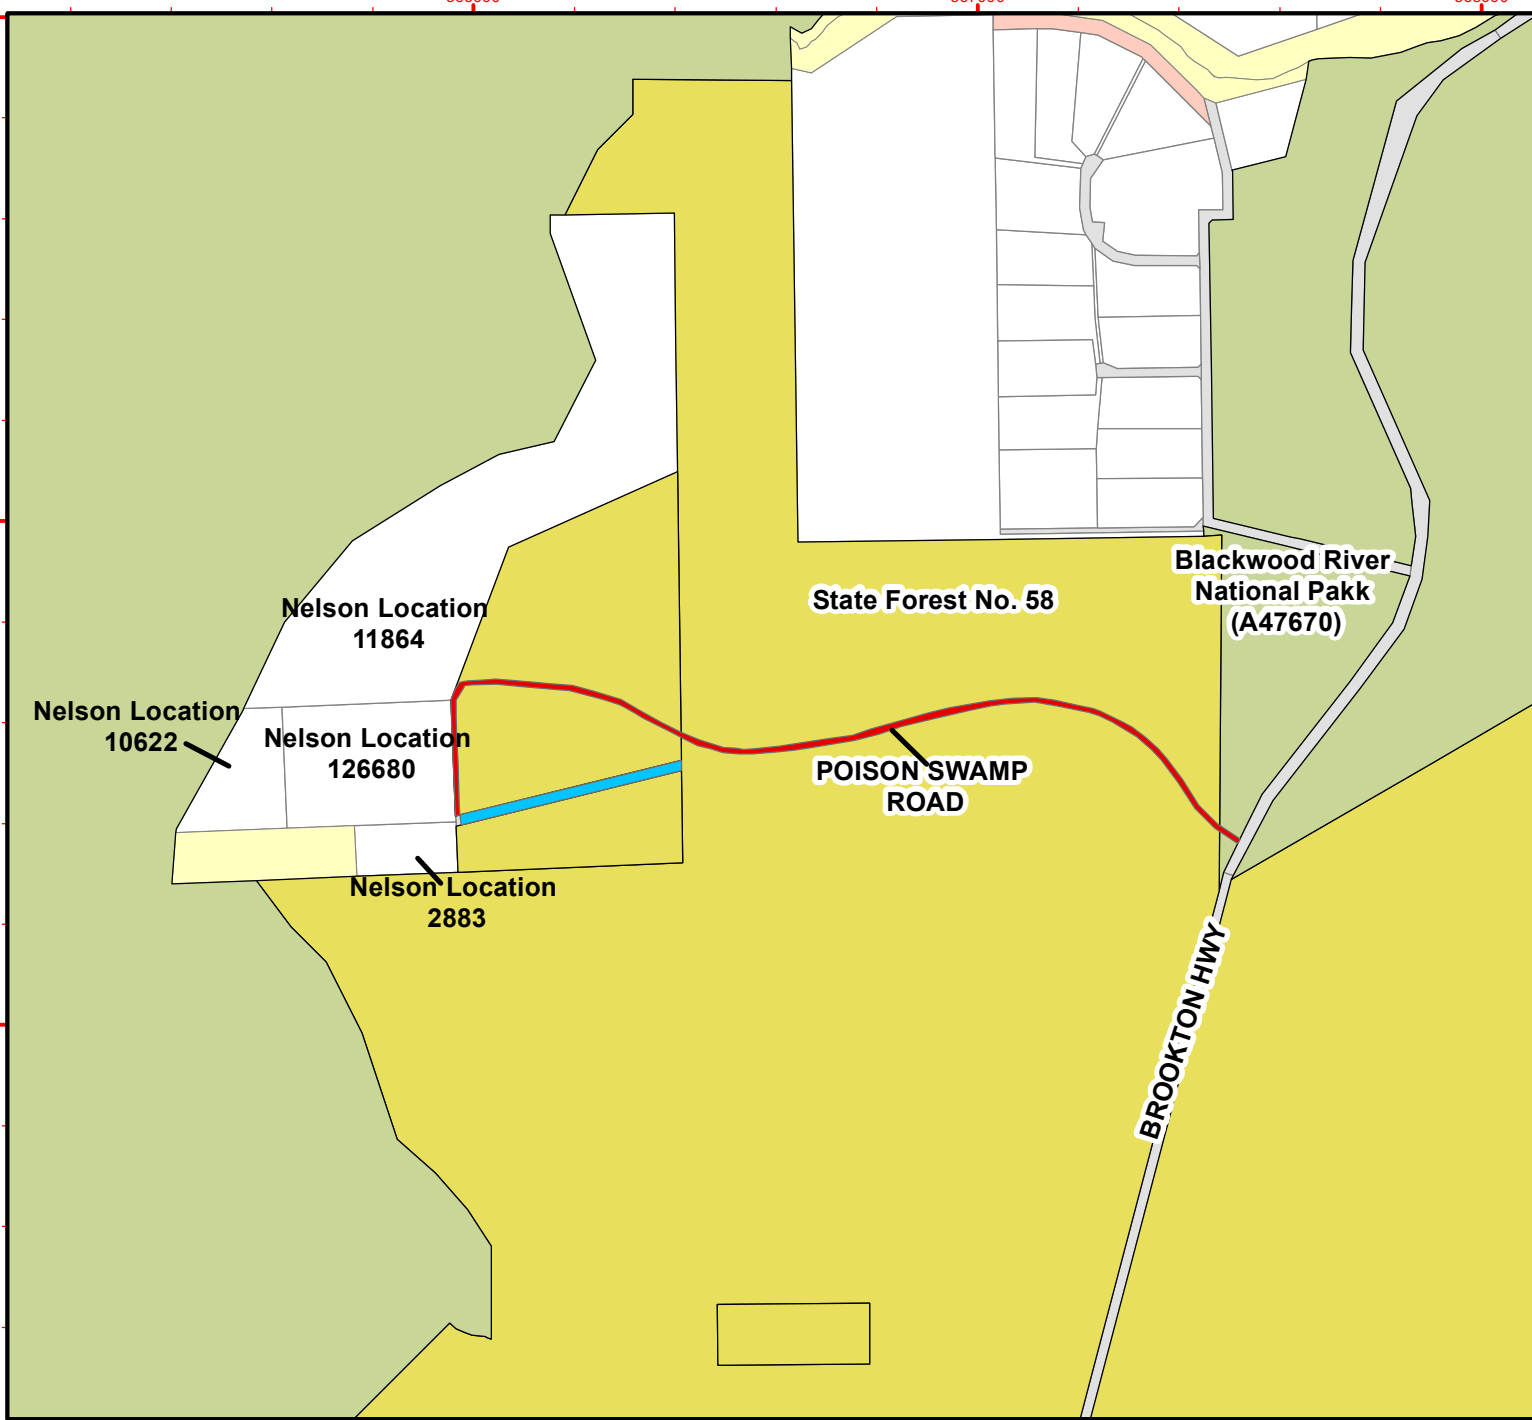 State Forest No. 58
Blackwood River
National Pakk
(A47670)
Nelson Location
11864
Nelson Location
10622
Nelson Location
126680
POISON SWAMP
ROAD
Nelson Location
2883
BROOKTON HWY